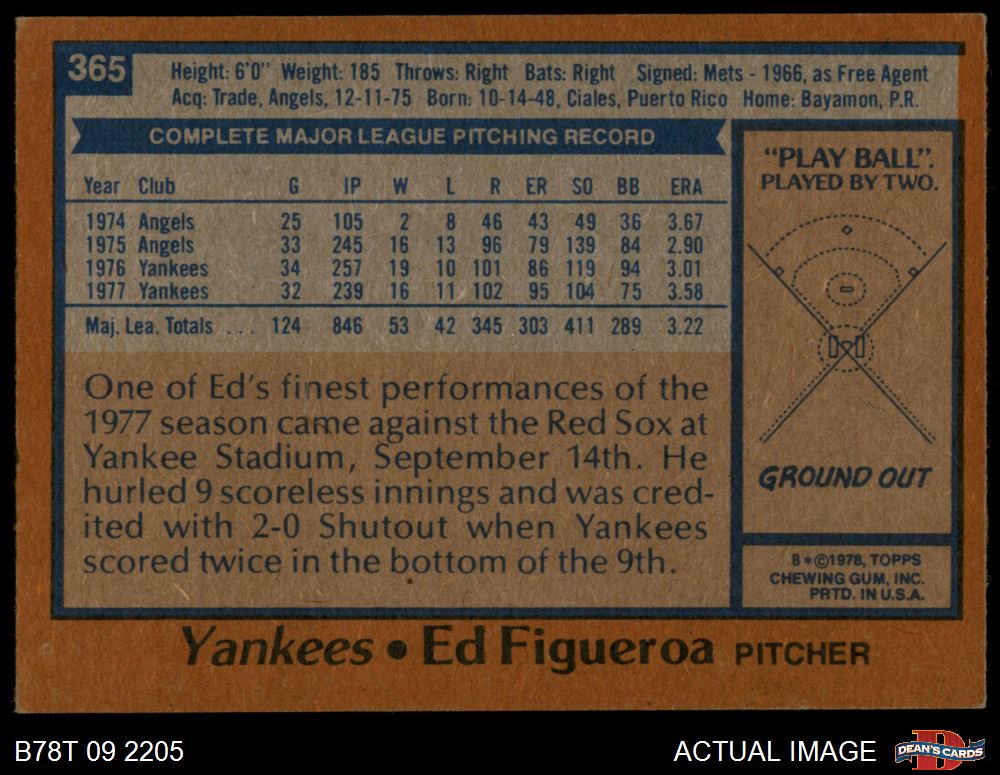 365
Height: 6'0" Weight: 185 Throws: Right Bats: Right Signed: Mets - 1966, as Free Agent
Acq: Trade, Angels, 12-11-75 Born: 10-14-48, Ciales, Puerto Rico Home: Bayamon, P.R.
COMPLETE MAJOR LEAGUE PITCHING RECORD
Year Club G IP W L R ER SO BB ERA
1974 Angels 25 105 2 8 46 43 49 36 3.67
1975 Angels 33 245 16 13 96 79 139 84 2.90
1976 Yankees 34 257 19 10 101 86 119 94 3.01
1977 Yankees 32 239 16 11 102 95 104 75 3.58
Maj. Lea. Totals . . . 124 846 53 42 345 303 411 289 3.22
One of Ed's finest performances of the
1977 season came against the Red Sox at
Yankee Stadium, September 14th. He
hurled 9 scoreless innings and was cred-
ited with 2-0 Shutout when Yankees
scored twice in the bottom of the 9th.
"PLAY BALL".
PLAYED BY TWO.
GROUND OUT
B*©1978, TOPPS
CHEWING GUM, INC.
PRTD. IN U.S.A.
Yankees • Ed Figueroa PITCHER
B78T 09 2205
ACTUAL IMAGE
D
DEAN'S CARDS